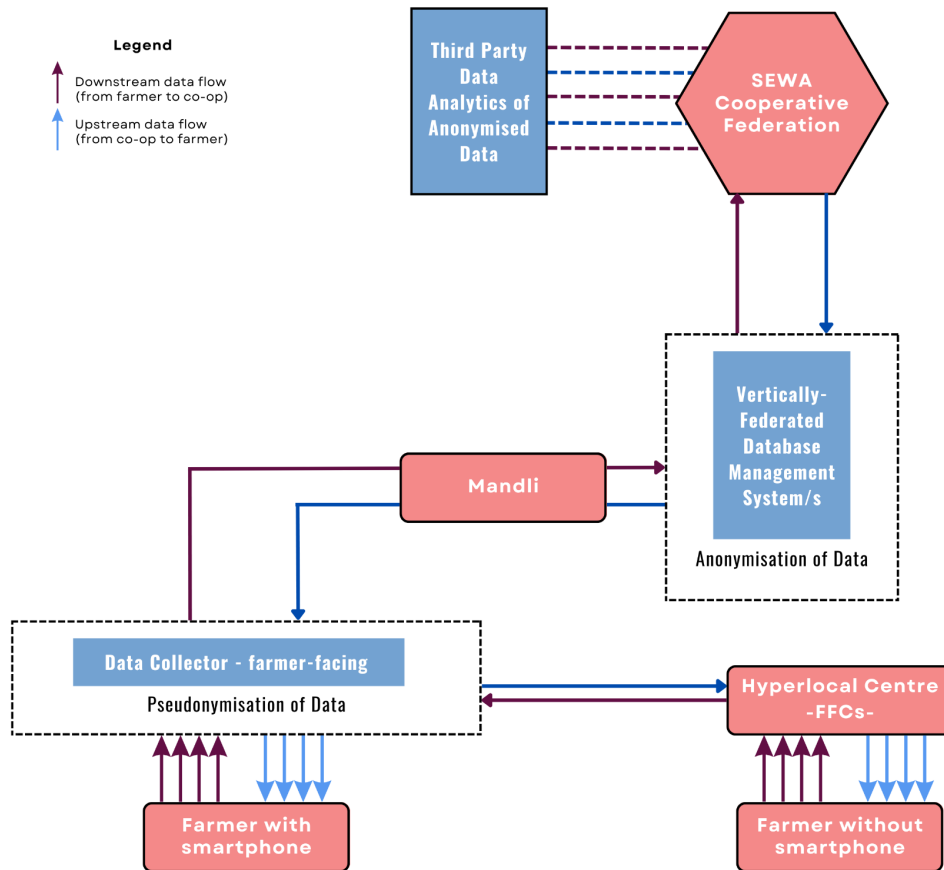 Legend
Downstream data flow
(from farmer to co-op)
Upstream data flow
(from co-op to farmer)
Third Party
Data
Analytics of
Anonymised
Data
SEWA
Cooperative
Federation
Vertically-
Federated
Database
Management
System/s
Anonymisation of Data
Mandli
Data Collector - farmer-facing
Pseudonymisation of Data
Hyperlocal Centre
-FFCs-
Farmer with
smartphone
Farmer without
smartphone